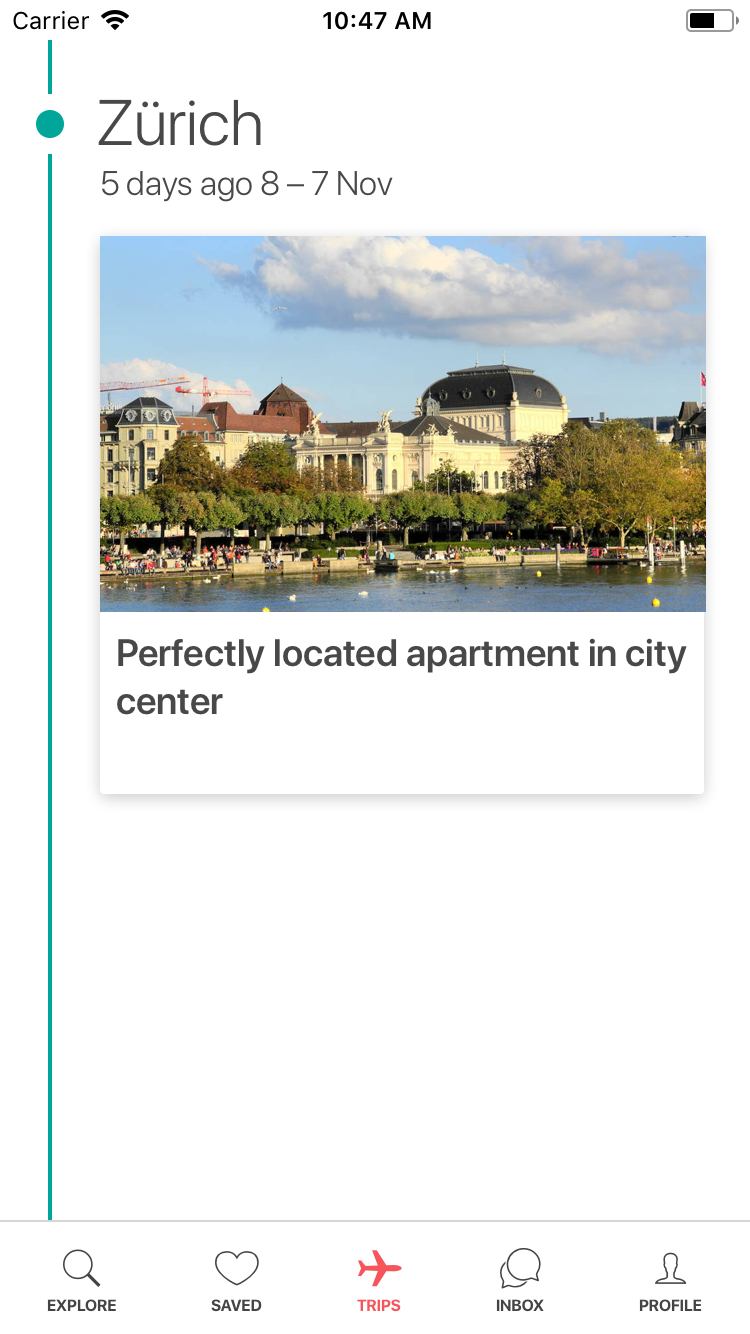 Carrier
10:47 AM
Zürich
5 days ago 8 – 7 Nov
Perfectly located apartment in city
center
EXPLORE
SAVED
TRIPS
INBOX
PROFILE